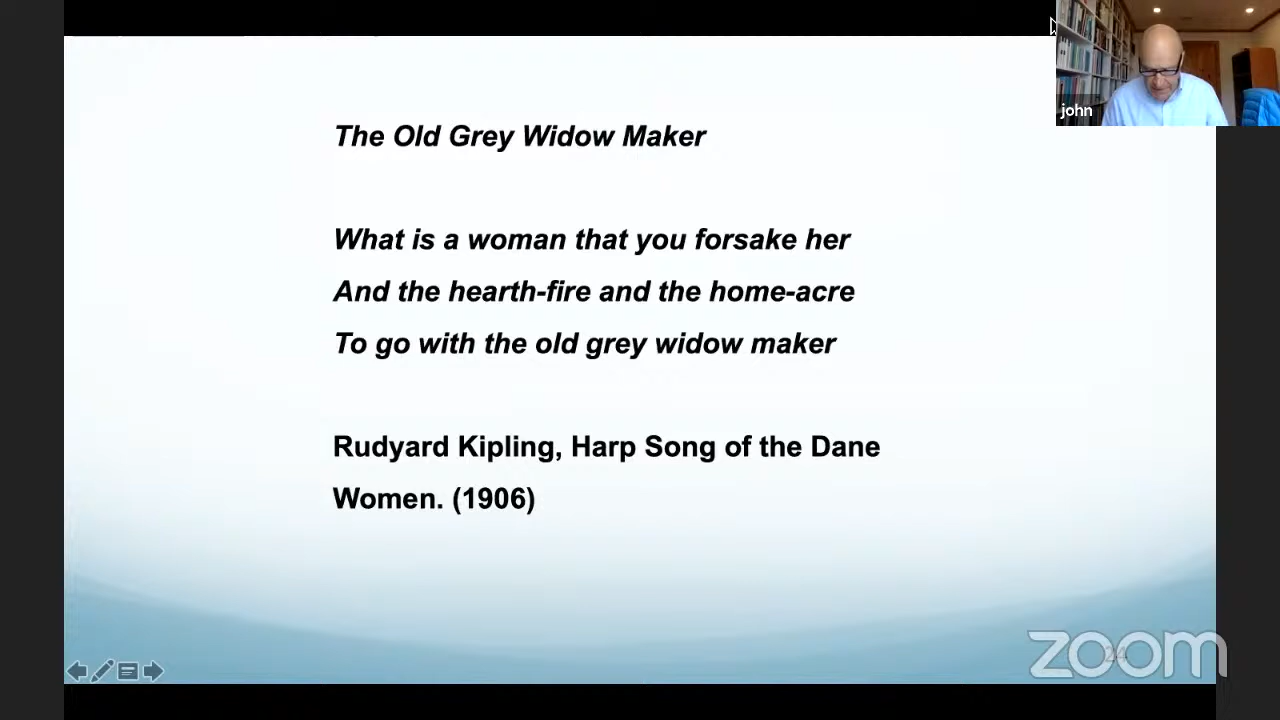 john
The Old Grey Widow Maker
What is a woman that you forsake her
And the hearth-fire and the home-acre
To go with the old grey widow maker
Rudyard Kipling, Harp Song of the Dane
Women. (1906)
24
zoom